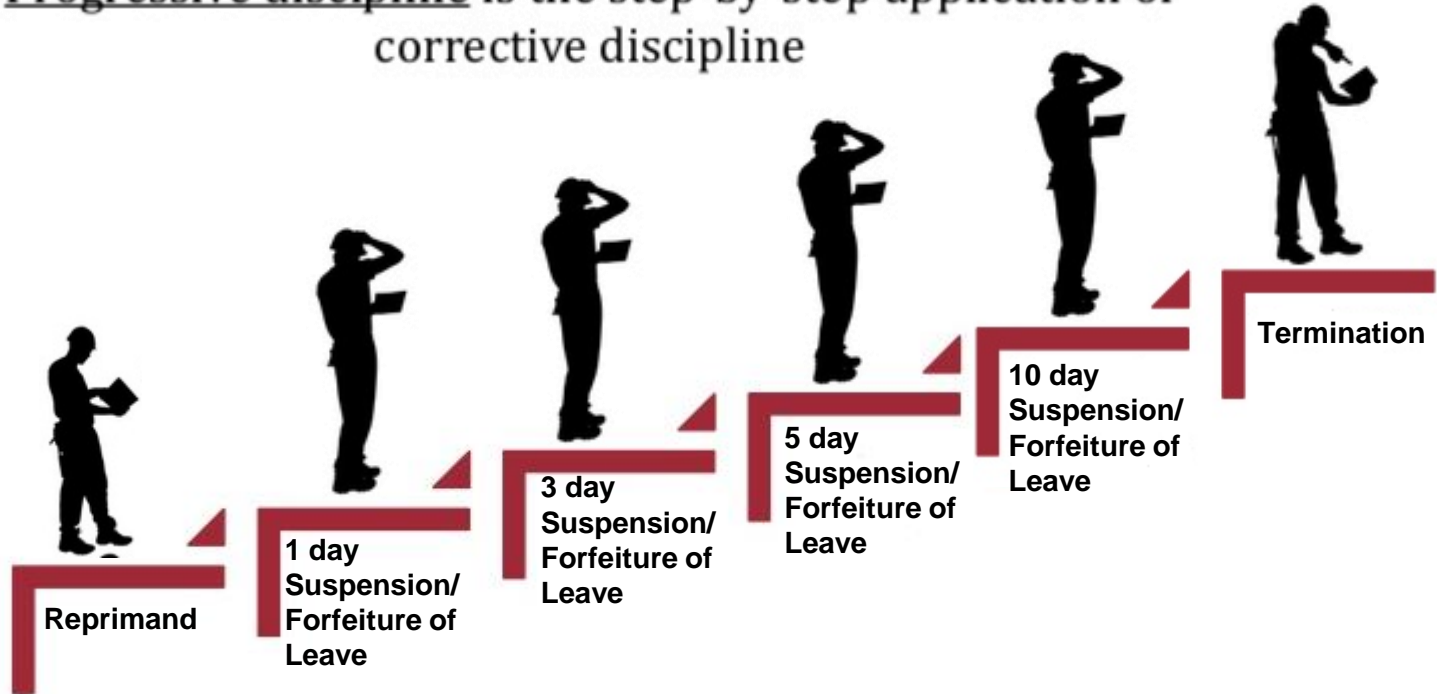 Progressive discipline is the step-by-step application of
corrective discipline
Termination
10 day
Suspension/
Forfeiture of
Leave
5 day
Suspension/
Forfeiture of
Leave
3 day
Suspension/
Forfeiture of
Leave
1 day
Suspension/
Forfeiture of
Leave
Reprimand